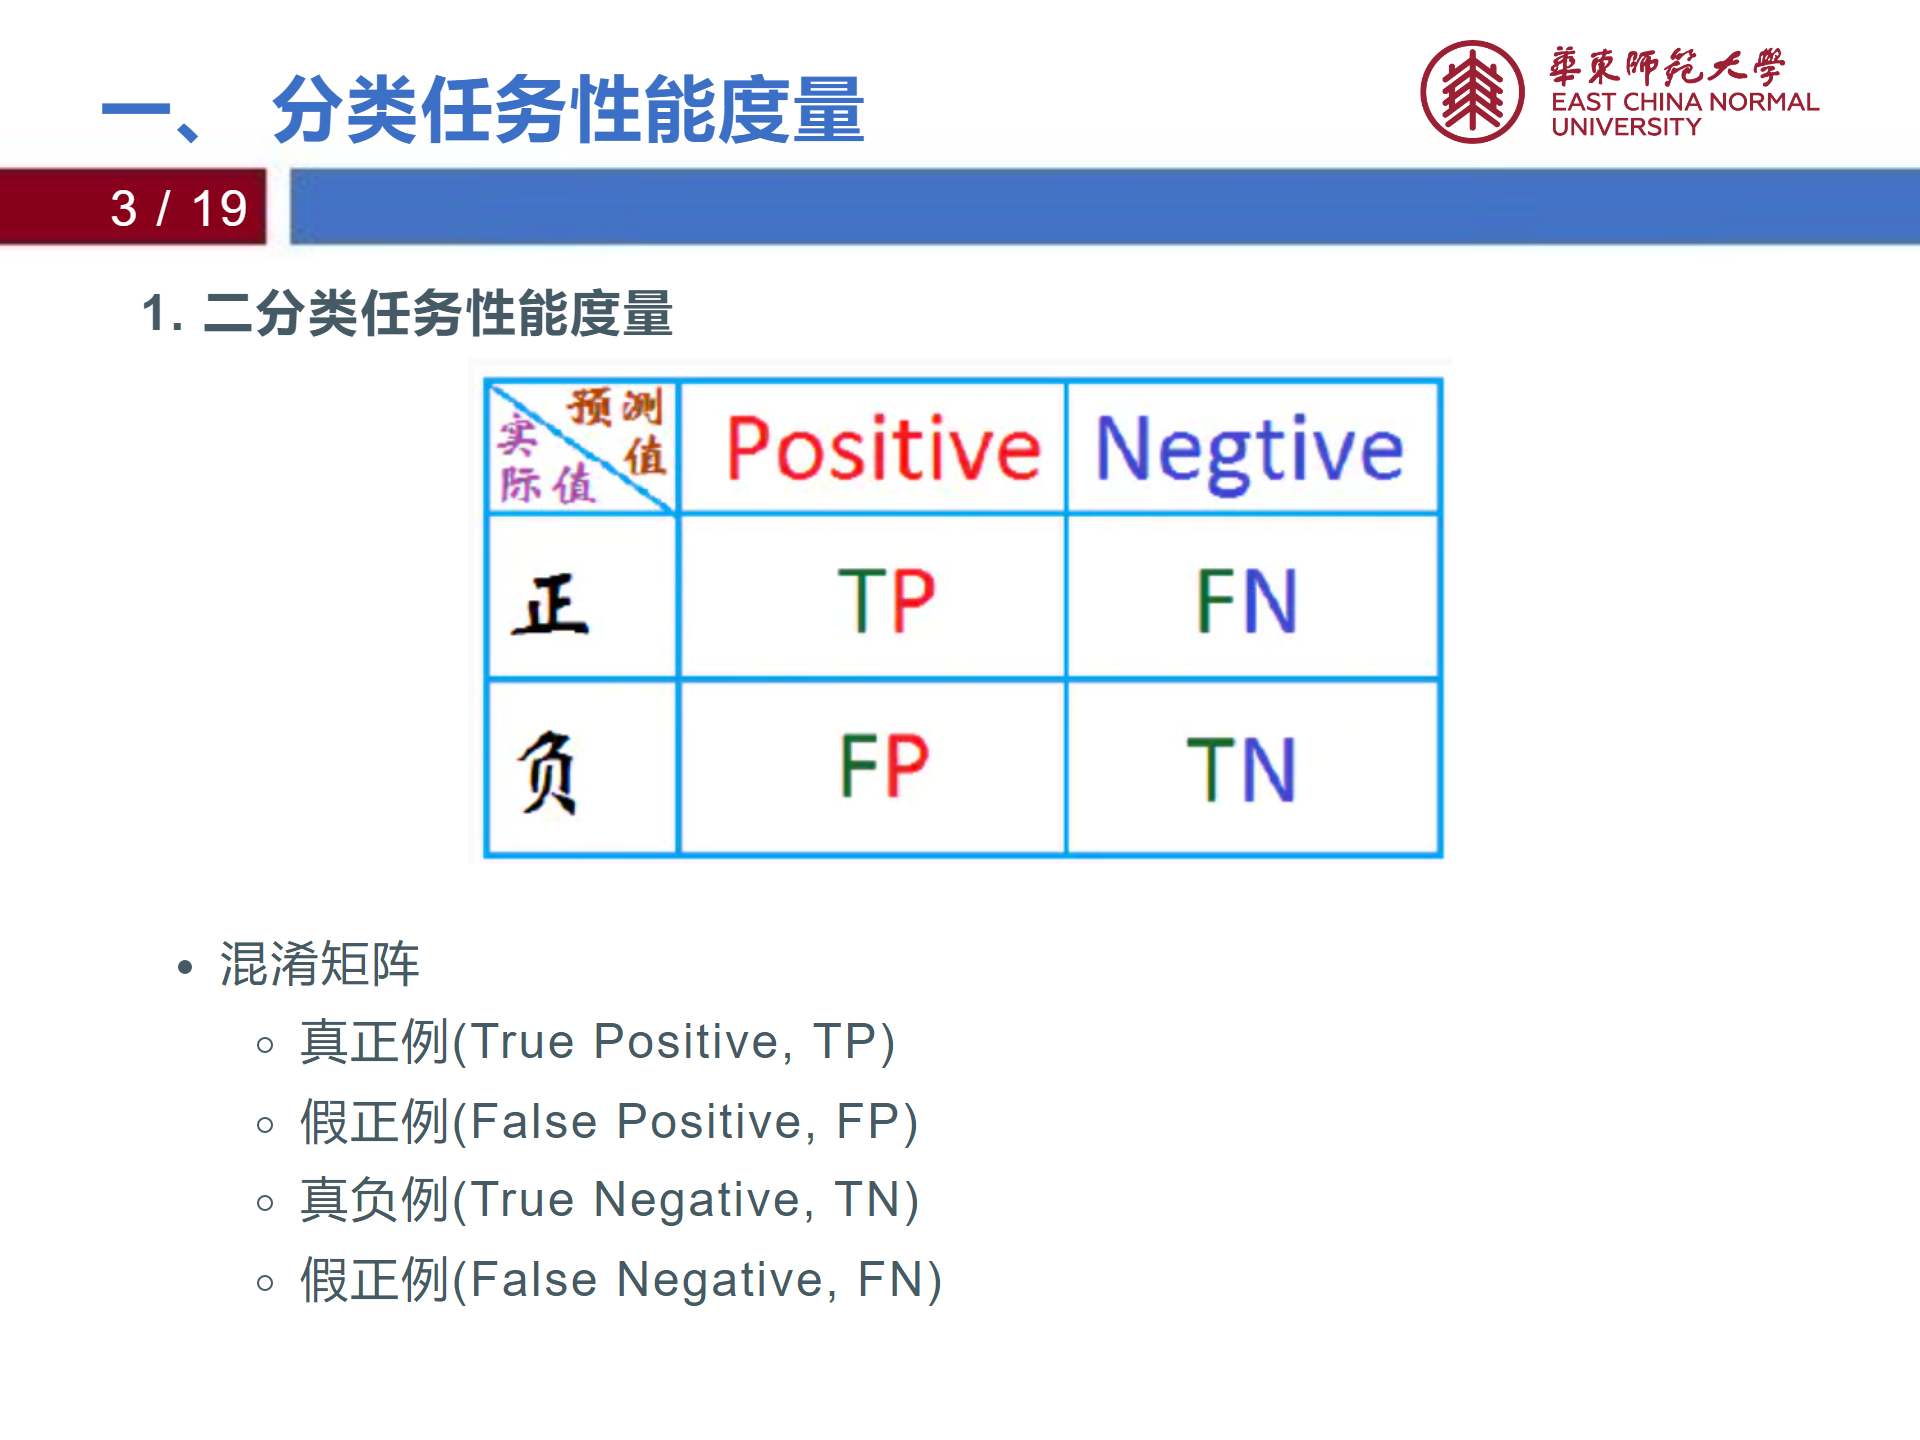 一、 分类任务性能度量
華東師範大學
EAST CHINA NORMAL
UNIVERSITY
3 / 19
1. 二分类任务性能度量
预测值
实际值
Positive
Negtive
正
TP
FN
负
FP
TN
• 混淆矩阵
○ 真正例(True Positive, TP)
○ 假正例(False Positive, FP)
○ 真负例(True Negative, TN)
○ 假正例(False Negative, FN)